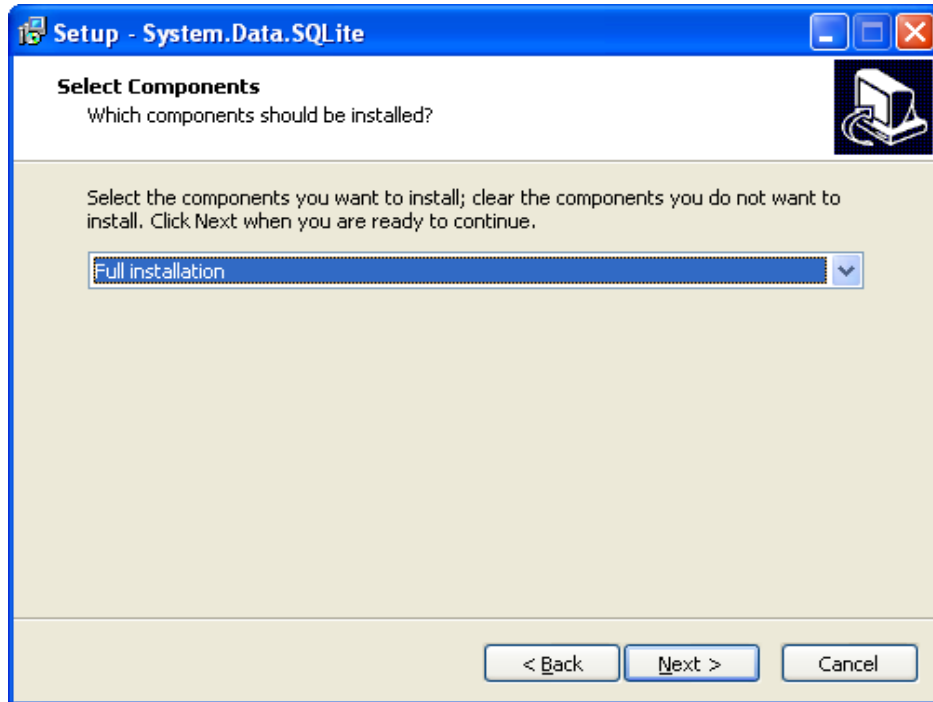 Setup - System.Data.SQLite
Select Components
Which components should be installed?
Select the components you want to install; clear the components you do not want to
install. Click Next when you are ready to continue.
Full installation
< Back
Next >
Cancel